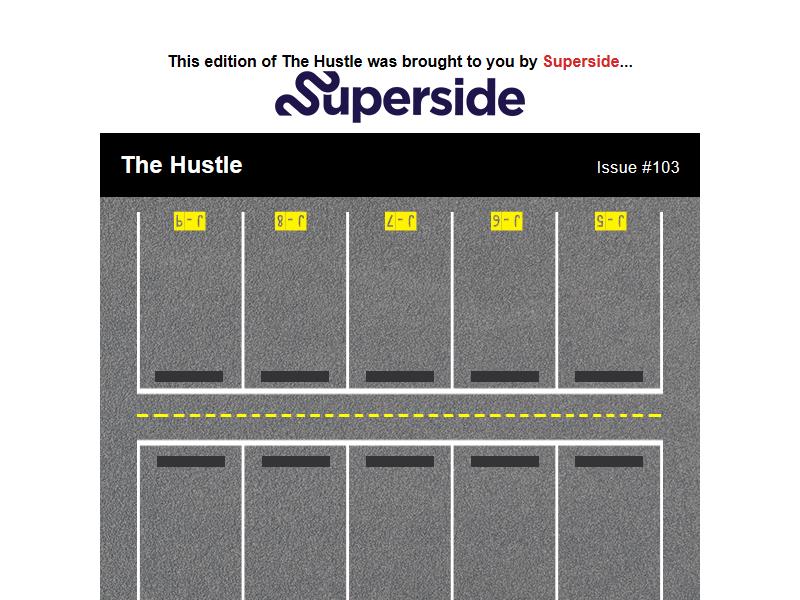 This edition of The Hustle was brought to you by Superside...
Superside
The Hustle
Issue #103
J-9 J-8 J-7 J-6 J-5